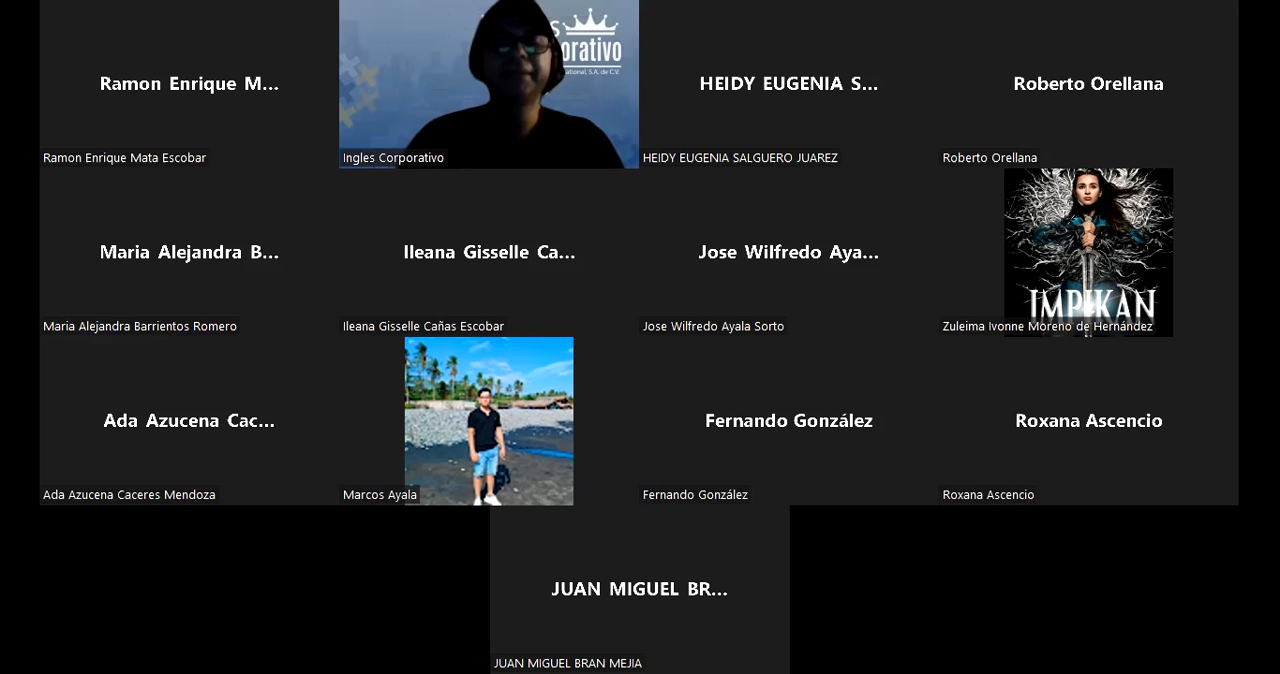 Ramon Enrique M...
Ramon Enrique Mata Escobar
s
orativo
ational, S.A. de C.V.
Ingles Corporativo
HEIDY EUGENIA S...
HEIDY EUGENIA SALGUERO JUAREZ
Roberto Orellana
Roberto Orellana
Maria Alejandra B...
Maria Alejandra Barrientos Romero
Ileana Gisselle Ca...
Ileana Gisselle Cañas Escobar
Jose Wilfredo Aya...
Jose Wilfredo Ayala Sorto
IMPIKAN
Zuleima Ivonne Moreno de Hernández
Ada Azucena Cac...
Ada Azucena Caceres Mendoza
Marcos Ayala
Fernando González
Fernando González
Roxana Ascencio
Roxana Ascencio
JUAN MIGUEL BR...
JUAN MIGUEL BRAN MEJIA